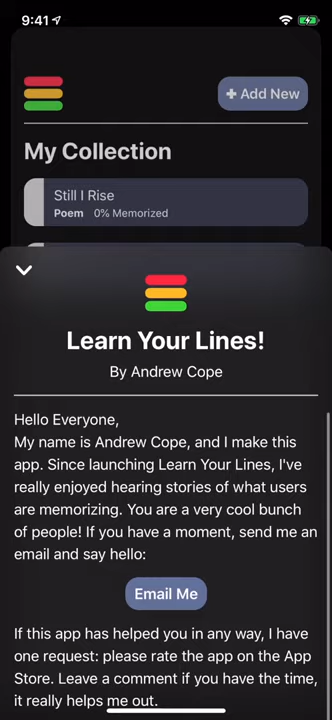 9:41
+ Add New
My Collection
Still I Rise
Poem 0% Memorized
Learn Your Lines!
By Andrew Cope
Hello Everyone,
My name is Andrew Cope, and I make this
app. Since launching Learn Your Lines, I've
really enjoyed hearing stories of what users
are memorizing. You are a very cool bunch
of people! If you have a moment, send me an
email and say hello:
Email Me
If this app has helped you in any way, I have
one request: please rate the app on the App
Store. Leave a comment if you have the time,
it really helps me out.